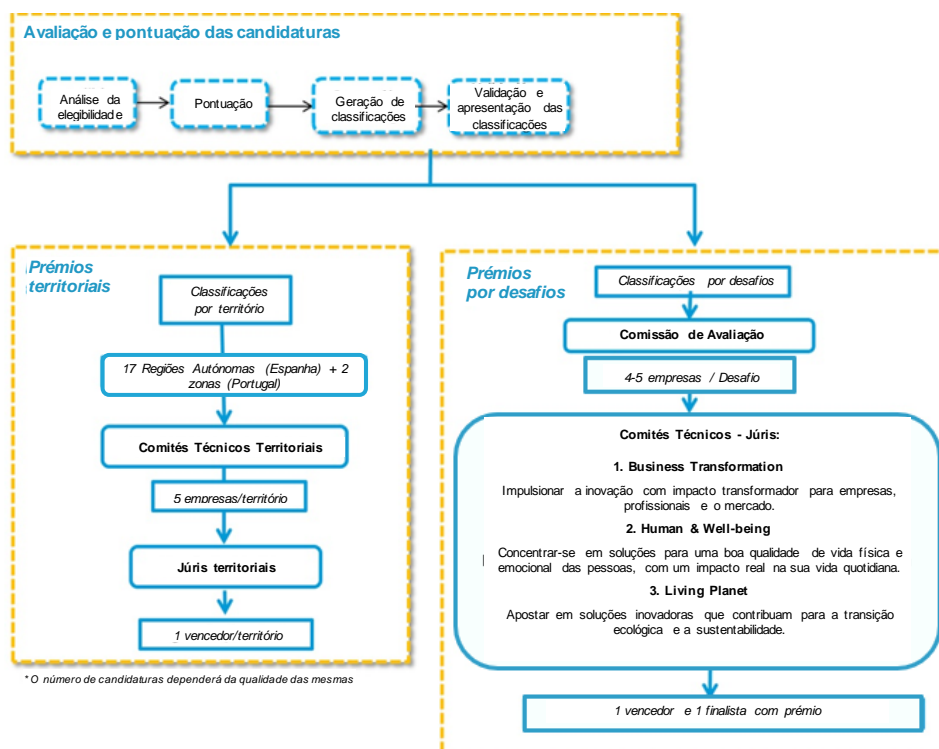 Avaliação e pontuação das candidaturas
Análise da
elegibilidade
Pontuação
Geração de
classificações
Validação e
apresentação das
classificações
Prémios
territoriais
Classificações
por território
17 Regiões Autónomas (Espanha) + 2
zonas (Portugal)
Comités Técnicos Territoriais
5 empresas/território
Júris territoriais
1 vencedor/território
* O número de candidaturas dependerá da qualidade das mesmas
Prémios
por desafios
Classificações por desafios
Comissão de Avaliação
4-5 empresas / Desafio
Comités Técnicos - Júris:
1. Business Transformation
Impulsionar a inovação com impacto transformador para empresas,
profissionais e o mercado.
2. Human & Well-being
Concentrar-se em soluções para uma boa qualidade de vida física e
emocional das pessoas, com um impacto real na sua vida quotidiana.
3. Living Planet
Apostar em soluções inovadoras que contribuam para a transição
ecológica e a sustentabilidade.
1 vencedor e 1 finalista com prémio